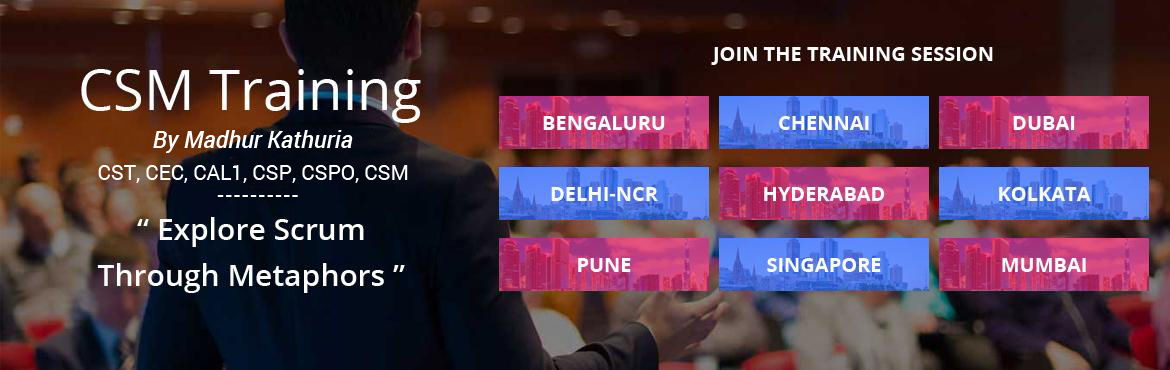 CSM Training
By Madhur Kathuria
CST, CEC, CAL1, CSP, CSPO, CSM
----------
“ Explore Scrum
Through Metaphors ”
JOIN THE TRAINING SESSION
BENGALURU
CHENNAI
DUBAI
DELHI-NCR
HYDERABAD
KOLKATA
PUNE
SINGAPORE
MUMBAI